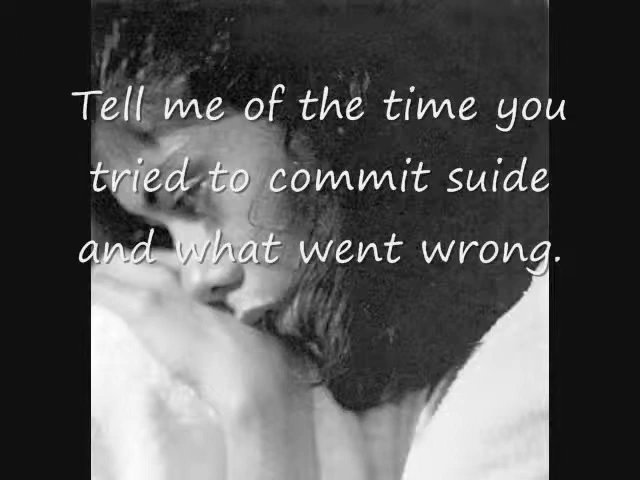 Tell me of the time you
tried to commit suide
and what went wrong.